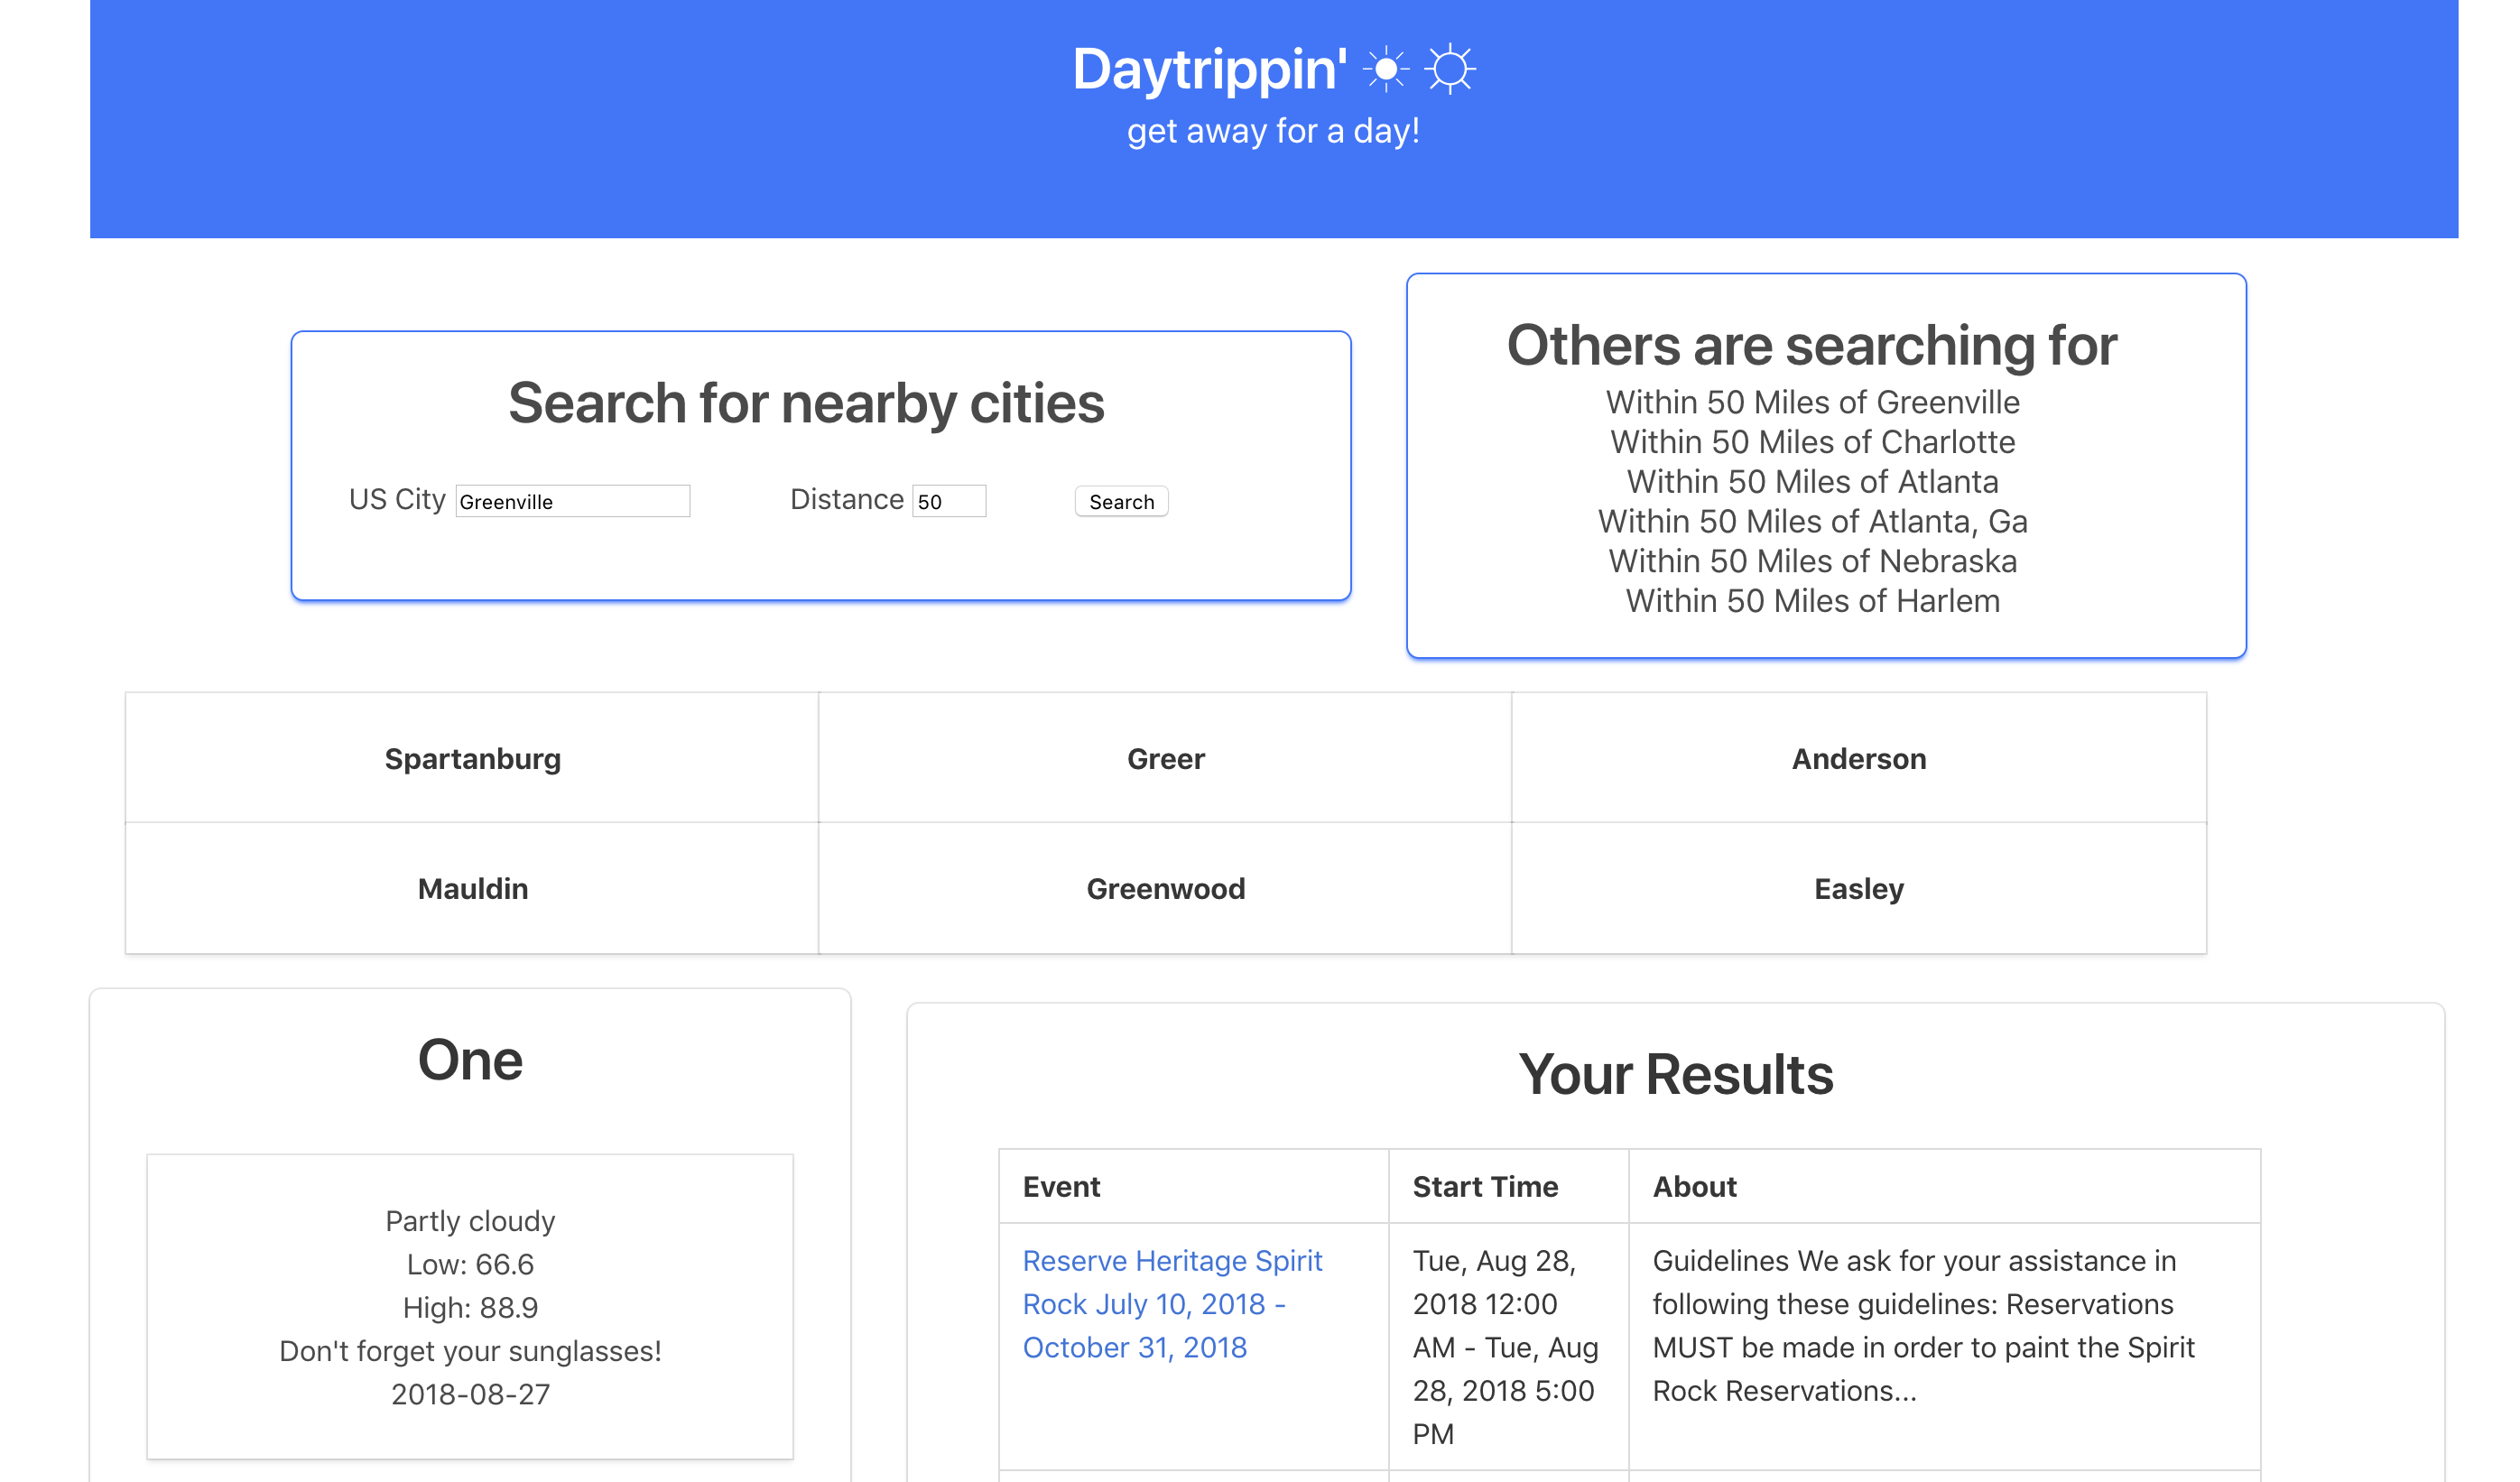 Daytrippin' ☀ ☼
get away for a day!
Search for nearby cities
US City Greenville Distance 50 Search
Others are searching for
Within 50 Miles of Greenville
Within 50 Miles of Charlotte
Within 50 Miles of Atlanta
Within 50 Miles of Atlanta, Ga
Within 50 Miles of Nebraska
Within 50 Miles of Harlem
Spartanburg Greer Anderson
Mauldin Greenwood Easley
One
Partly cloudy
Low: 66.6
High: 88.9
Don't forget your sunglasses!
2018-08-27
Your Results
Event Start Time About
Reserve Heritage Spirit
Rock July 10, 2018 -
October 31, 2018
Tue, Aug 28,
2018 12:00
AM - Tue, Aug
28, 2018 5:00
PM
Guidelines We ask for your assistance in
following these guidelines: Reservations
MUST be made in order to paint the Spirit
Rock Reservations...